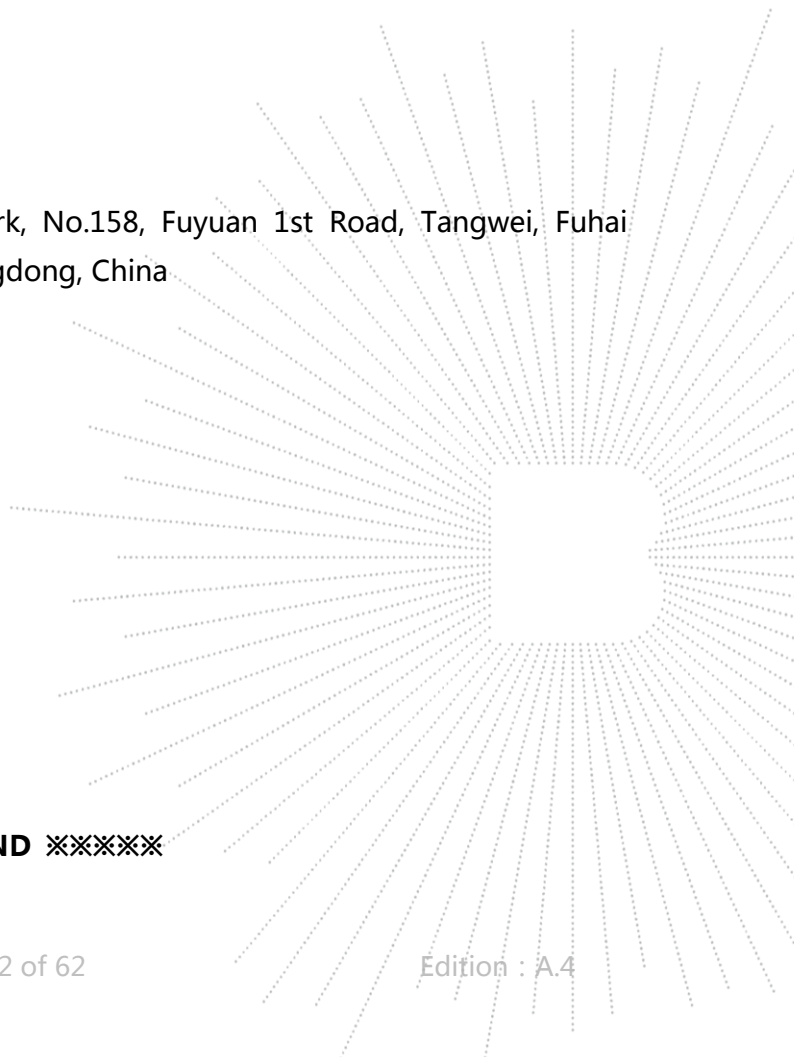 rk, No.158, Fuyuan 1st Road, Tangwei, Fuhai
gdong, China
ND ※※※※※
2 of 62 Edition : A.4